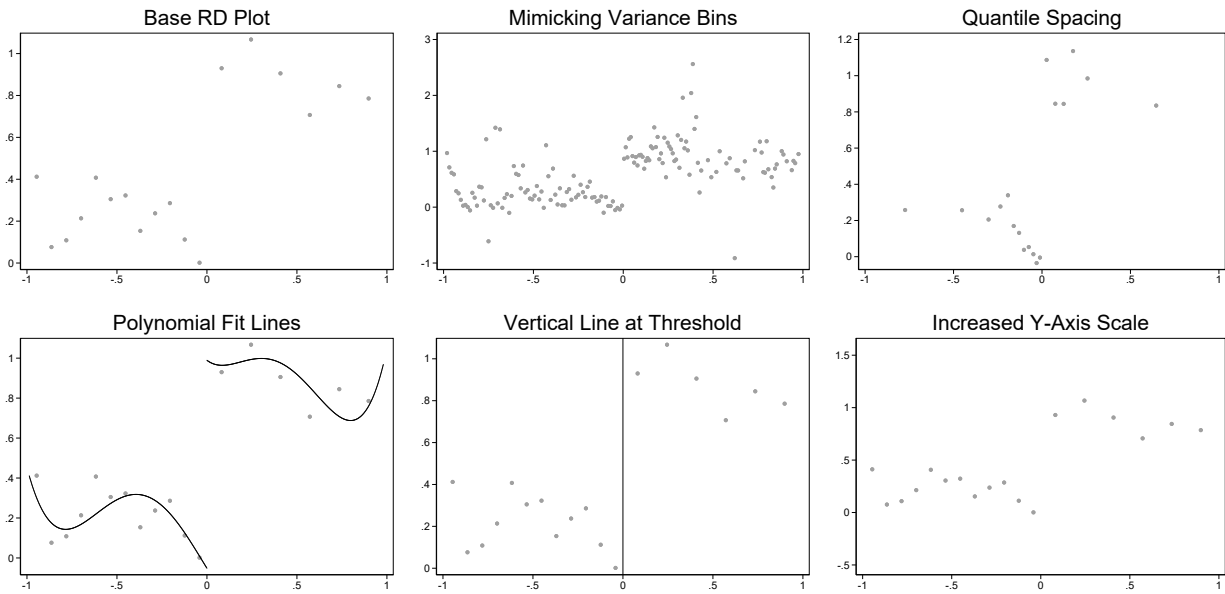 Base RD Plot
1
.8
.6
.4
.2
0
-1 -.5 0 .5 1
Mimicking Variance Bins
3
2
1
0
-1
-1 -.5 0 .5 1
Quantile Spacing
1.2
1
.8
.6
.4
.2
0
-1 -.5 0 .5 1
Polynomial Fit Lines
1
.8
.6
.4
.2
0
-1 -.5 0 .5 1
Vertical Line at Threshold
1
.8
.6
.4
.2
0
-1 -.5 0 .5 1
Increased Y-Axis Scale
1.5
1
.5
0
-.5
-1 -.5 0 .5 1